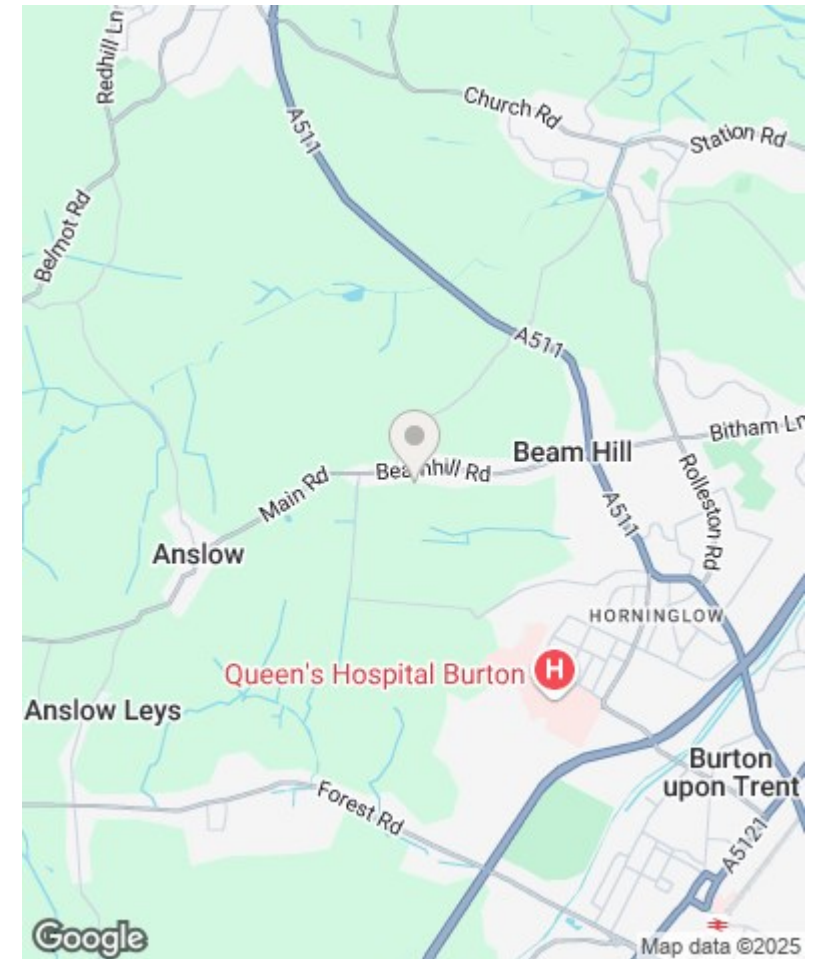 Redhill Ln
A511
Church Rd
Station Rd
Belmot Rd
A511
Beamhill Rd
Beam Hill
Bitham Ln
Main Rd
Rolleston Rd
A511
Anslow
HORNINGLOW
Queen's Hospital Burton
H
Anslow Leys
Burton
upon Trent
Forest Rd
A5121
Google
Map data ©2025